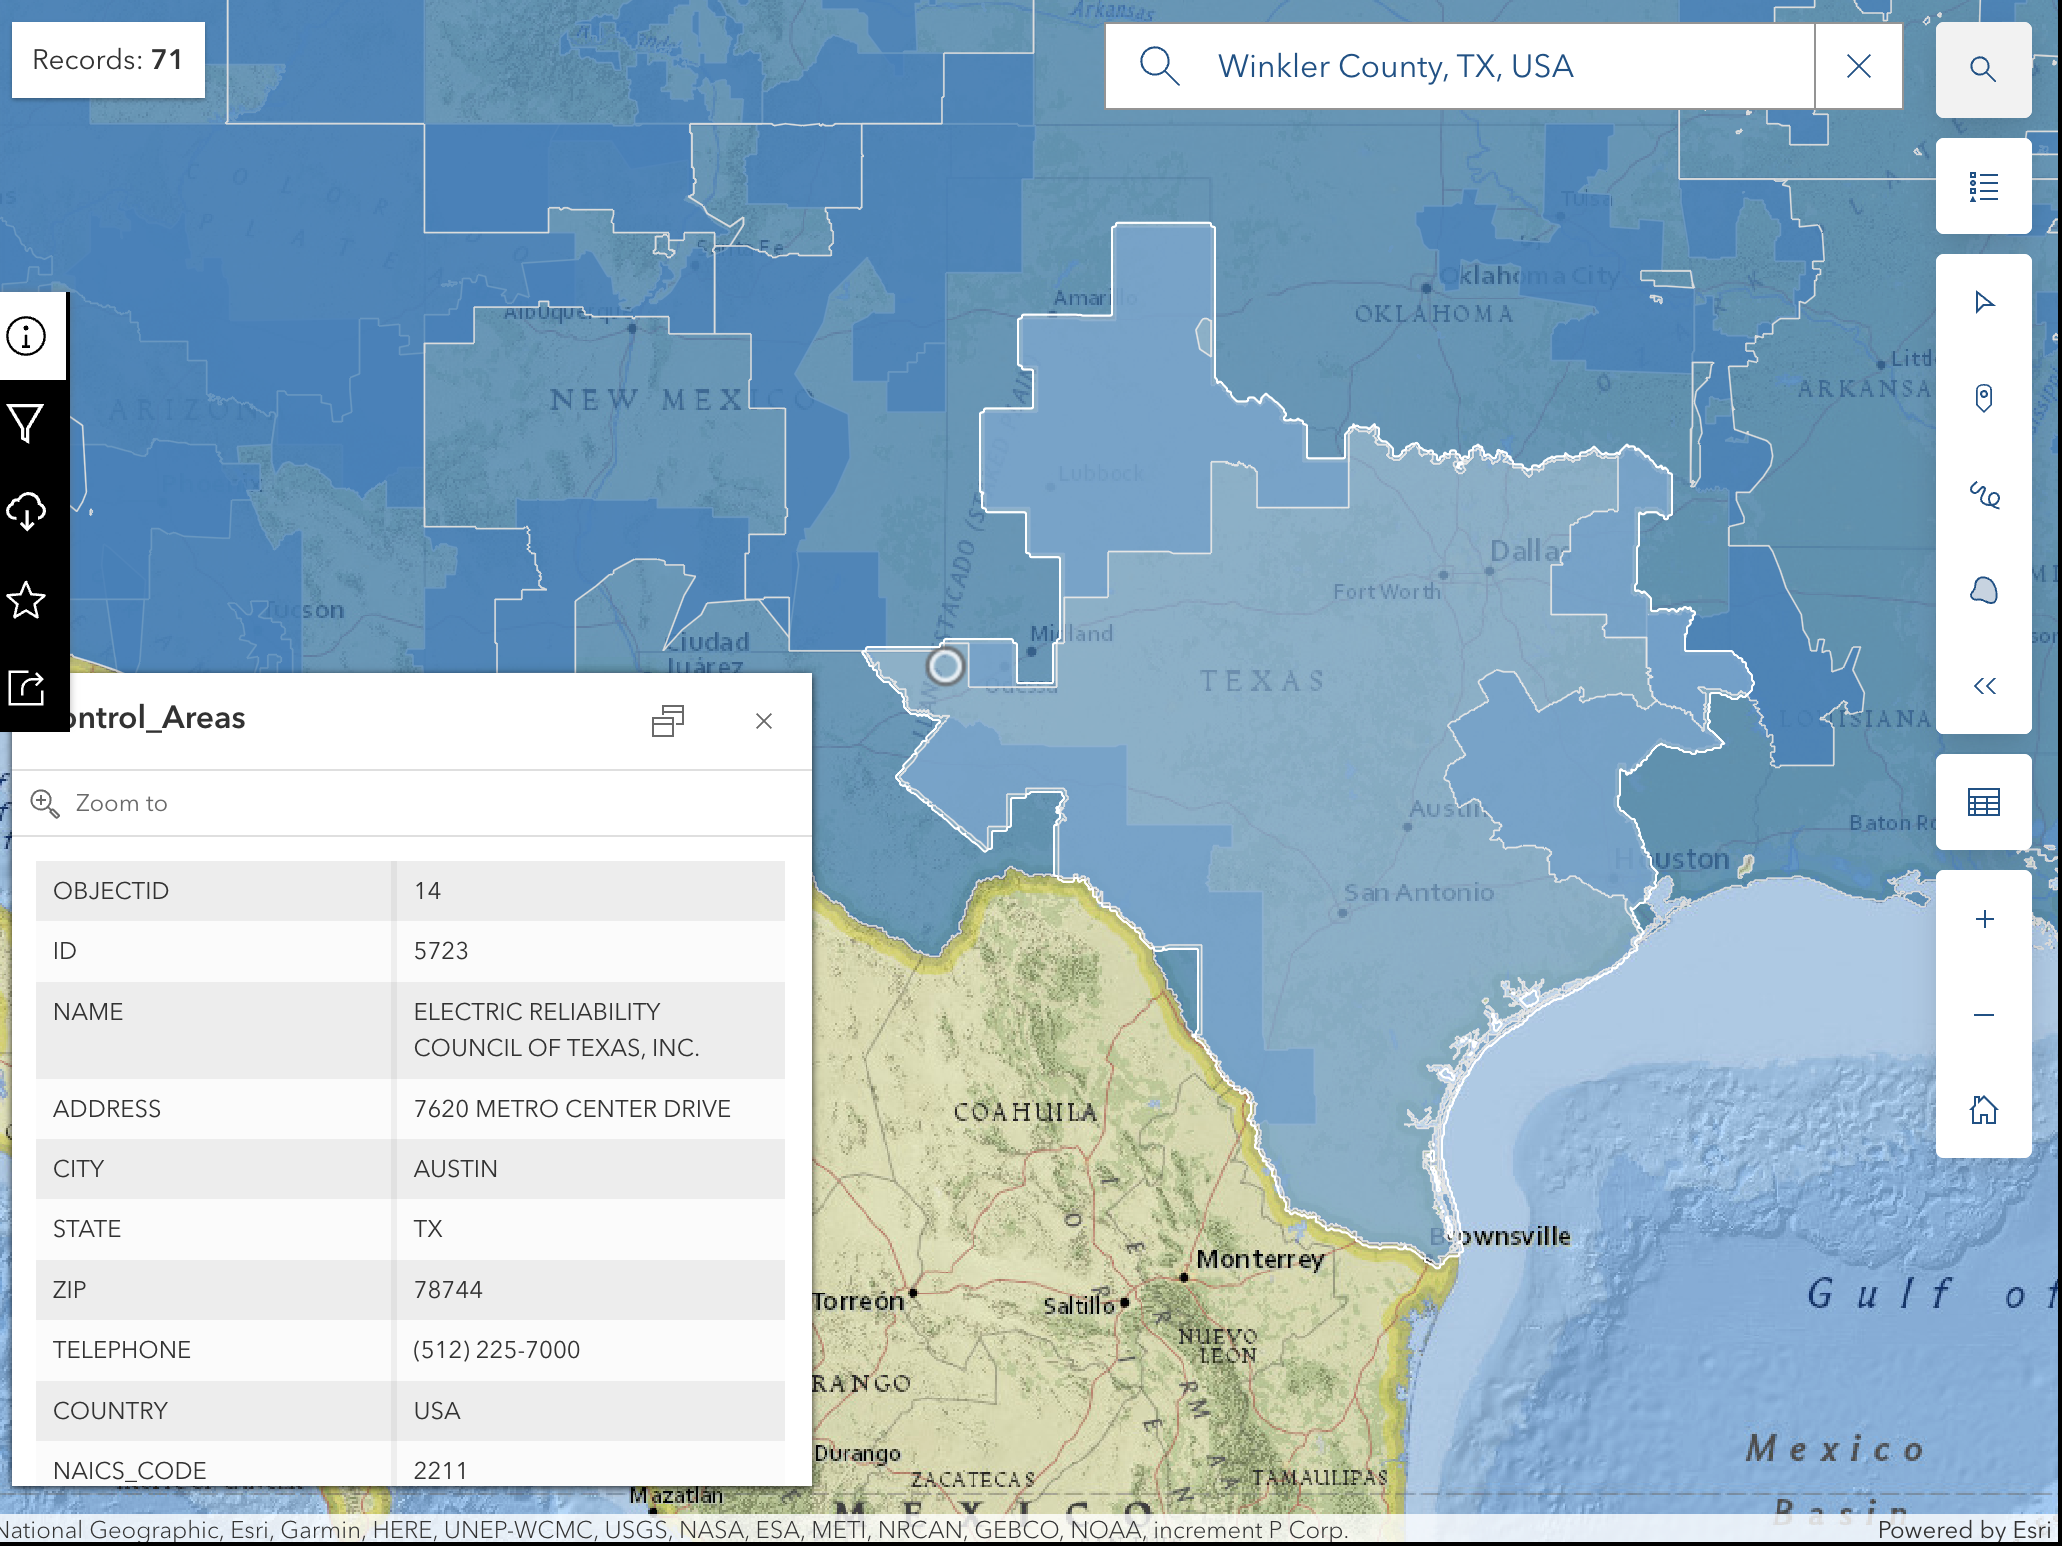 Records: 71
Winkler County, TX, USA
Arkansas
Tulsa
Santa Fe
Amarillo
Oklahoma City
OKLAHOMA
Albuquerque
ARKANSA
NEW MEXICO
ARIZONA
Phoenix
Lubbock
Dalla
Fort Worth
Tucson
Midland
Ciudad
Juárez
Odessa
TEXAS
LOUISIANA
ontrol_Areas
Zoom to
Austin
Baton Ro
Houston
San Antonio
OBJECTID 14
ID 5723
NAME ELECTRIC RELIABILITY
COUNCIL OF TEXAS, INC.
ADDRESS 7620 METRO CENTER DRIVE
CITY AUSTIN
STATE TX
ZIP 78744
TELEPHONE (512) 225-7000
COUNTRY USA
NAICS_CODE 2211
COAHUILA
Brownsville
Monterrey
Gulf of
Torreón
Saltillo
NUEVO
LEÓN
RANGO
Durango
ZACATECAS
TAMAULIPAS
Mexico
Basin
Mazatlán
MEXICO
National Geographic, Esri, Garmin, HERE, UNEP-WCMC, USGS, NASA, ESA, METI, NRCAN, GEBCO, NOAA, increment P Corp.
Powered by Esri